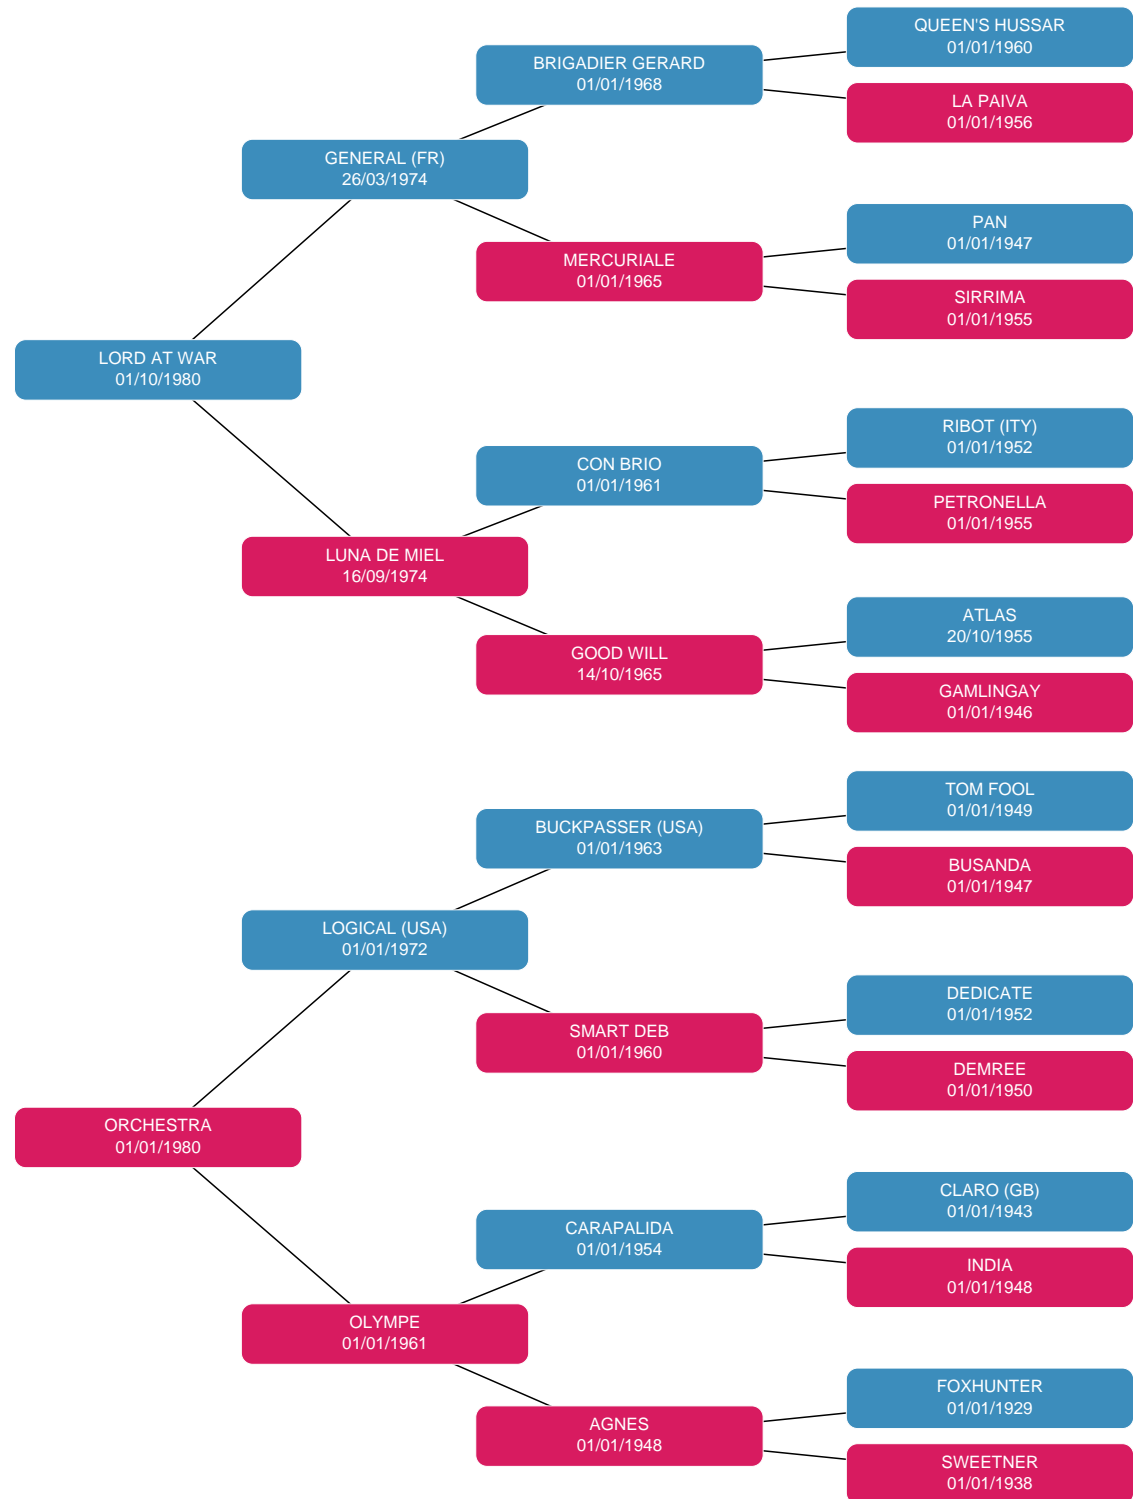 QUEEN'S HUSSAR
01/01/1960
BRIGADIER GERARD
01/01/1968
LA PAIVA
01/01/1956
GENERAL (FR)
26/03/1974
PAN
01/01/1947
MERCURIALE
01/01/1965
SIRRIMA
01/01/1955
LORD AT WAR
01/10/1980
RIBOT (ITY)
01/01/1952
CON BRIO
01/01/1961
PETRONELLA
01/01/1955
LUNA DE MIEL
16/09/1974
ATLAS
20/10/1955
GOOD WILL
14/10/1965
GAMLINGAY
01/01/1946
TOM FOOL
01/01/1949
BUCKPASSER (USA)
01/01/1963
BUSANDA
01/01/1947
LOGICAL (USA)
01/01/1972
DEDICATE
01/01/1952
SMART DEB
01/01/1960
DEMREE
01/01/1950
ORCHESTRA
01/01/1980
CLARO (GB)
01/01/1943
CARAPALIDA
01/01/1954
INDIA
01/01/1948
OLYMPE
01/01/1961
FOXHUNTER
01/01/1929
AGNES
01/01/1948
SWEETNER
01/01/1938